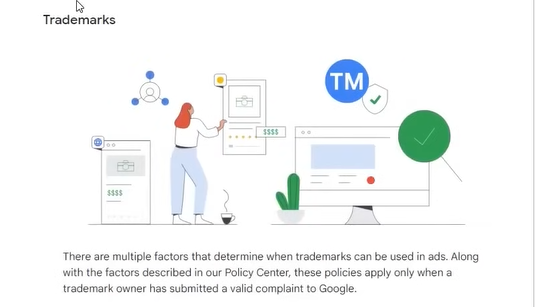 Trademarks
TM
$$$$
$$$$
There are multiple factors that determine when trademarks can be used in ads. Along
with the factors described in our Policy Center, these policies apply only when a
trademark owner has submitted a valid complaint to Google.